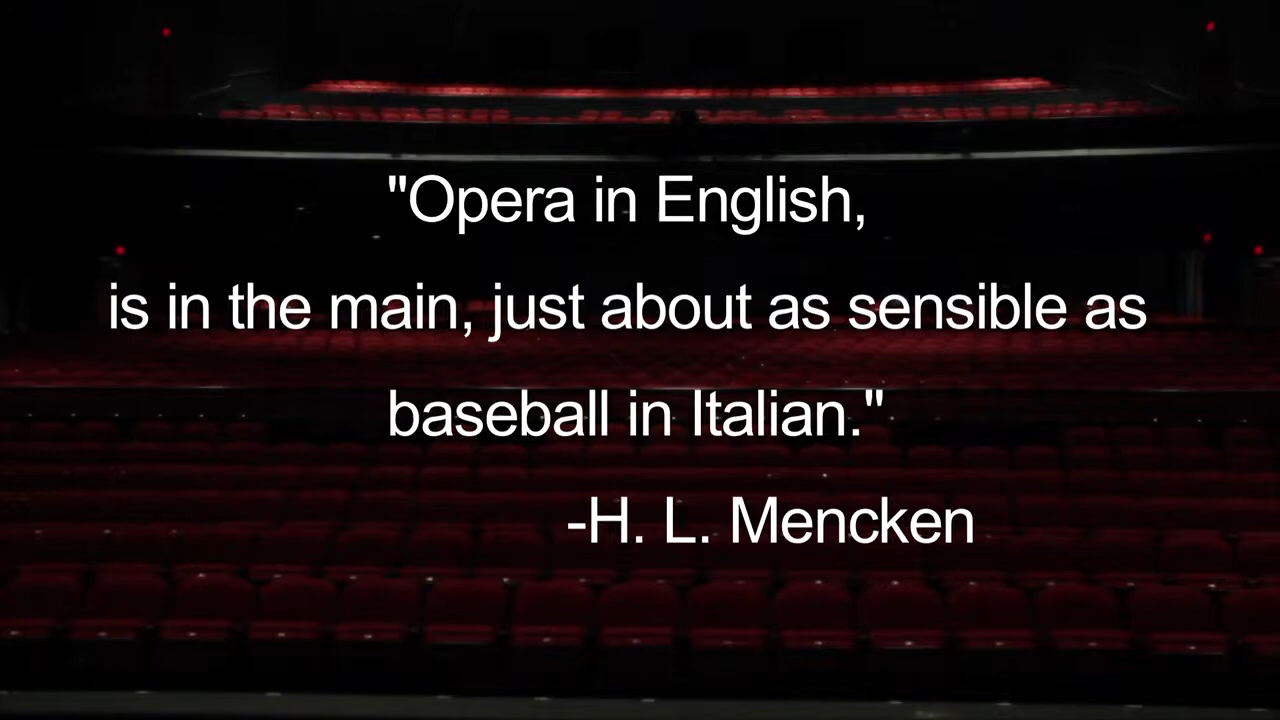 "Opera in English,
is in the main, just about as sensible as
baseball in Italian."
-H. L. Mencken